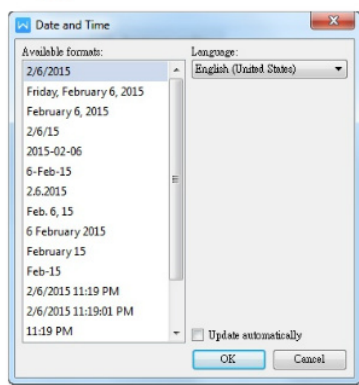 Date and Time
Available formats:
2/6/2015
Friday, February 6, 2015
February 6, 2015
2/6/15
2015-02-06
6-Feb-15
2.6.2015
Feb. 6, 15
6 February 2015
February 15
Feb-15
2/6/2015 11:19 PM
2/6/2015 11:19:01 PM
11:19 PM
Language:
English (United States)
Update automatically
OK
Cancel